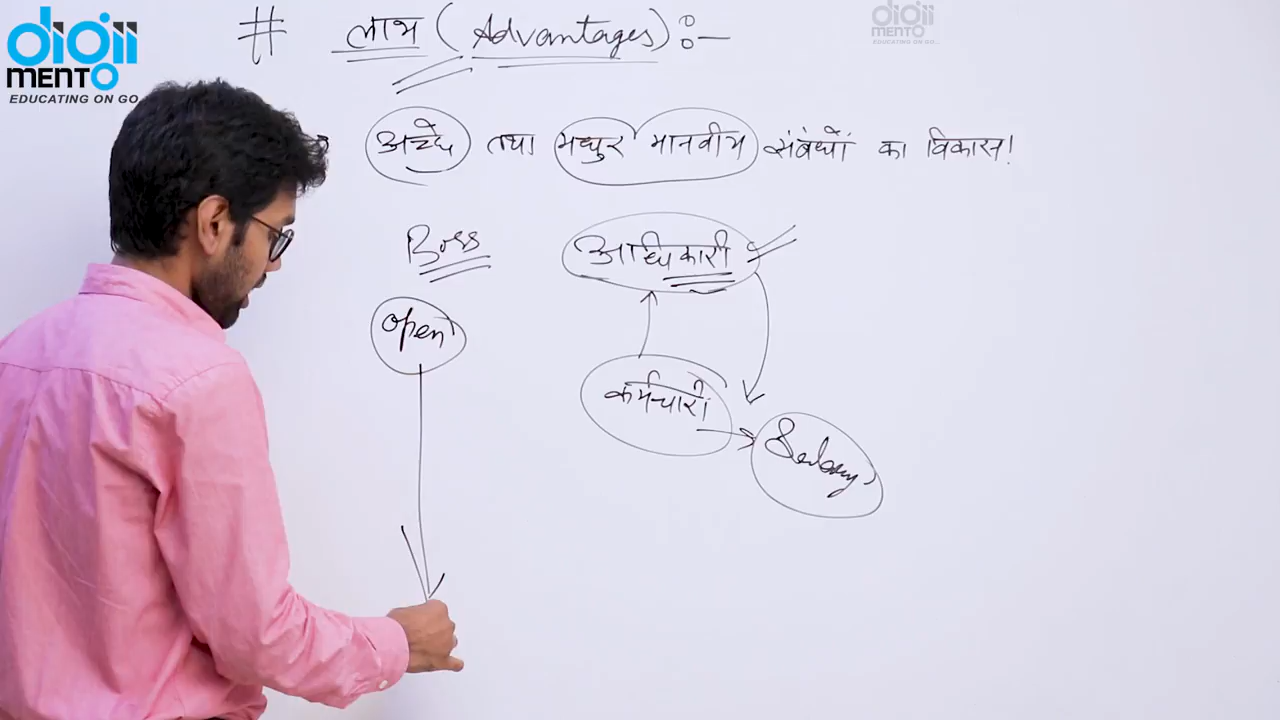 digii
MENTO
EDUCATING ON GO
digii
MENTO
EDUCATING ON GO...
# लाभ (Advantages) :-
अच्छे तथा मधुर मानवीय संबंधों का विकास!
Boss
अधिकारी
open
कर्मचारी